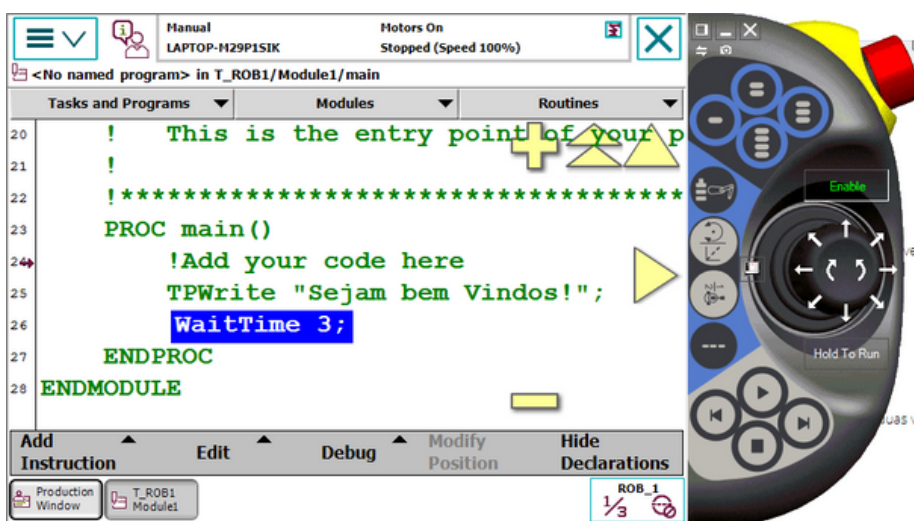 Manual
LAPTOP-M29P1SIK
Motors On
Stopped (Speed 100%)
<No named program> in T_ROB1/Module1/main
Tasks and Programs
Modules
Routines
20 ! This is the entry point of your p
21 !
22 !*************************************
23 PROC main()
24 !Add your code here
25 TPWrite "Sejam bem Vindos!";
26 WaitTime 3;
27 ENDPROC
28 ENDMODULE
Add Instruction
Edit
Debug
Modify Position
Hide Declarations
Production Window
T_ROB1 Module1
ROB_1
1/3
Enable
Hold To Run